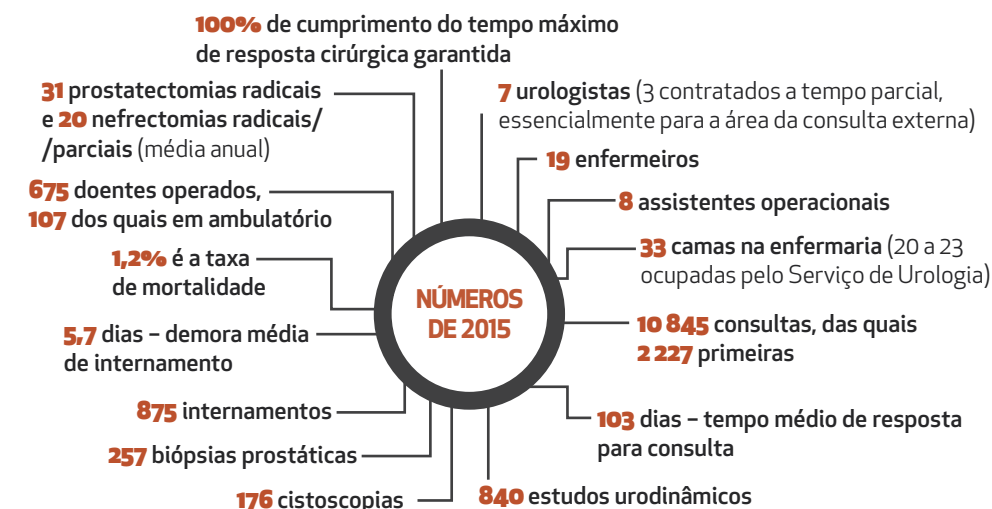 100% de cumprimento do tempo máximo
de resposta cirúrgica garantida
31 prostatectomias radicais
e 20 nefrectomias radicais/
/parciais (média anual)
675 doentes operados,
107 dos quais em ambulatório
1,2% é a taxa
de mortalidade
5,7 dias – demora média
de internamento
875 internamentos
257 biópsias prostáticas
176 cistoscopias
NÚMEROS
DE 2015
7 urologistas (3 contratados a tempo parcial,
essencialmente para a área da consulta externa)
19 enfermeiros
8 assistentes operacionais
33 camas na enfermaria (20 a 23
ocupadas pelo Serviço de Urologia)
10 845 consultas, das quais
2 227 primeiras
103 dias – tempo médio de resposta
para consulta
840 estudos urodinâmicos